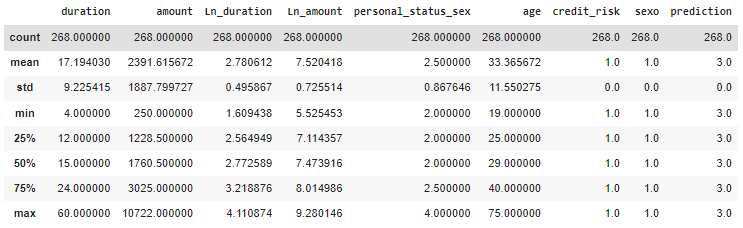 duration amount Ln_duration Ln_amount personal_status_sex age credit_risk sexo prediction
count 268.000000 268.000000 268.000000 268.000000 268.000000 268.000000 268.0 268.0 268.0
mean 17.194030 2391.615672 2.780612 7.520418 2.500000 33.365672 1.0 1.0 3.0
std 9.225415 1887.799727 0.495867 0.725514 0.867646 11.550275 0.0 0.0 0.0
min 4.000000 250.000000 1.609438 5.525453 2.000000 19.000000 1.0 1.0 3.0
25% 12.000000 1228.500000 2.564949 7.114357 2.000000 25.000000 1.0 1.0 3.0
50% 15.000000 1760.500000 2.772589 7.473916 2.000000 29.000000 1.0 1.0 3.0
75% 24.000000 3025.000000 3.218876 8.014986 2.500000 40.000000 1.0 1.0 3.0
max 60.000000 10722.000000 4.110874 9.280146 4.000000 75.000000 1.0 1.0 3.0